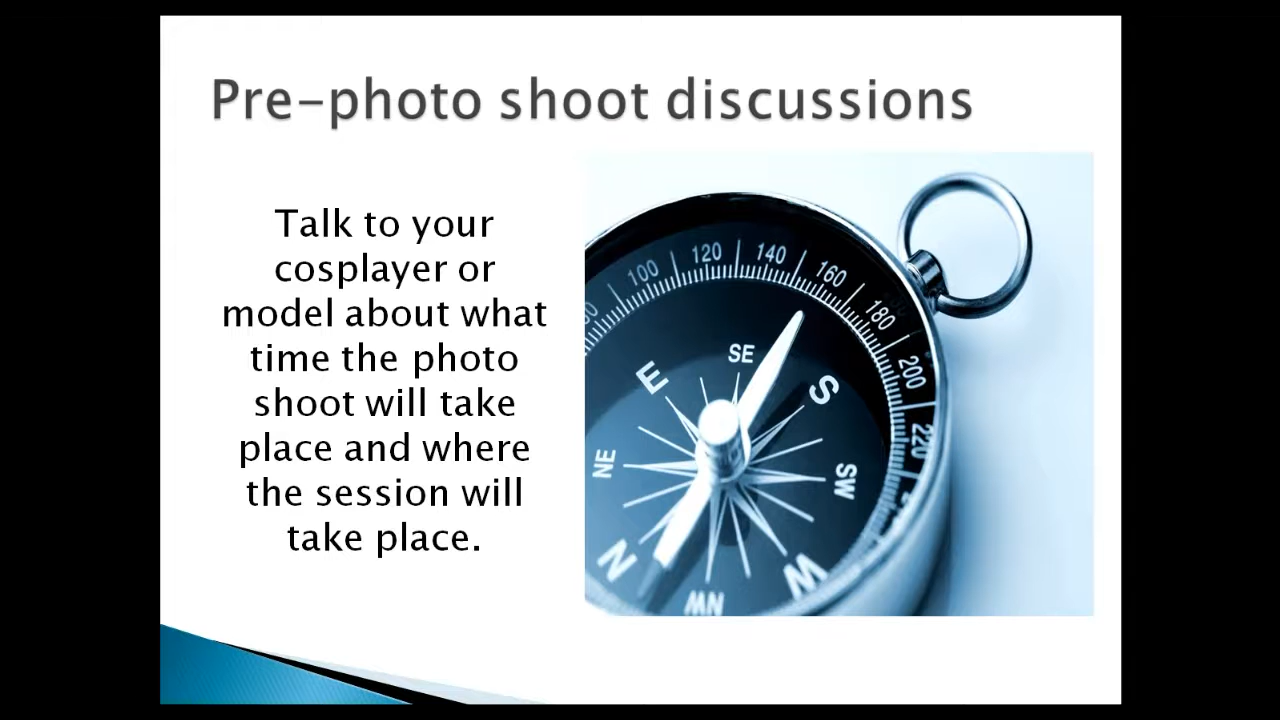 Pre-photo shoot discussions
Talk to your
cosplayer or
model about what
time the photo
shoot will take
place and where
the session will
take place.
100
120
140
160
180
200
220
E
SE
S
SW
W
NW
N
NE